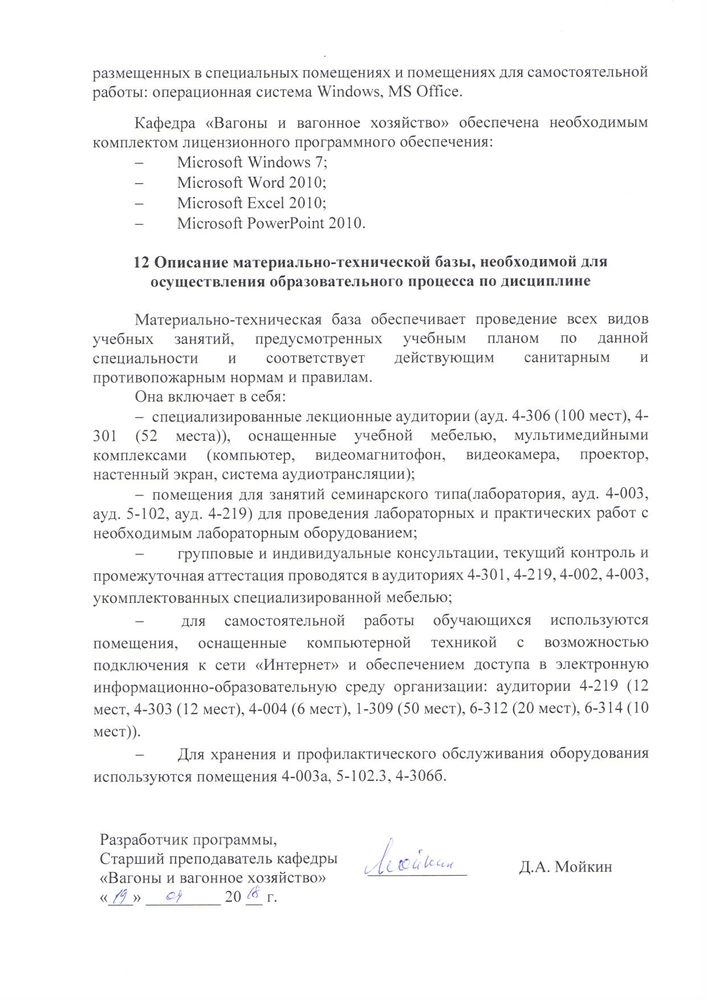 размещенных в специальных помещениях и помещениях для самостоятельной
работы: операционная система Windows, MS Office.
Кафедра «Вагоны и вагонное хозяйство» обеспечена необходимым
комплектом лицензионного программного обеспечения:
– Microsoft Windows 7;
– Microsoft Word 2010;
– Microsoft Excel 2010;
– Microsoft PowerPoint 2010.
12 Описание материально-технической базы, необходимой для
осуществления образовательного процесса по дисциплине
Материально-техническая база обеспечивает проведение всех видов
учебных занятий, предусмотренных учебным планом по данной
специальности и соответствует действующим санитарным и
противопожарным нормам и правилам.
Она включает в себя:
– специализированные лекционные аудитории (ауд. 4-306 (100 мест), 4-
301 (52 места)), оснащенные учебной мебелью, мультимедийными
комплексами (компьютер, видеомагнитофон, видеокамера, проектор,
настенный экран, система аудиотрансляции);
– помещения для занятий семинарского типа(лаборатория, ауд. 4-003,
ауд. 5-102, ауд. 4-219) для проведения лабораторных и практических работ с
необходимым лабораторным оборудованием;
– групповые и индивидуальные консультации, текущий контроль и
промежуточная аттестация проводятся в аудиториях 4-301, 4-219, 4-002, 4-003,
укомплектованных специализированной мебелью;
– для самостоятельной работы обучающихся используются
помещения, оснащенные компьютерной техникой с возможностью
подключения к сети «Интернет» и обеспечением доступа в электронную
информационно-образовательную среду организации: аудитории 4-219 (12
мест, 4-303 (12 мест), 4-004 (6 мест), 1-309 (50 мест), 6-312 (20 мест), 6-314 (10
мест)).
– Для хранения и профилактического обслуживания оборудования
используются помещения 4-003а, 5-102.3, 4-306б.
Разработчик программы,
Старший преподаватель кафедры
«Вагоны и вагонное хозяйство»
Мойкин Д.А. Мойкин
«19» 04 20 18 г.